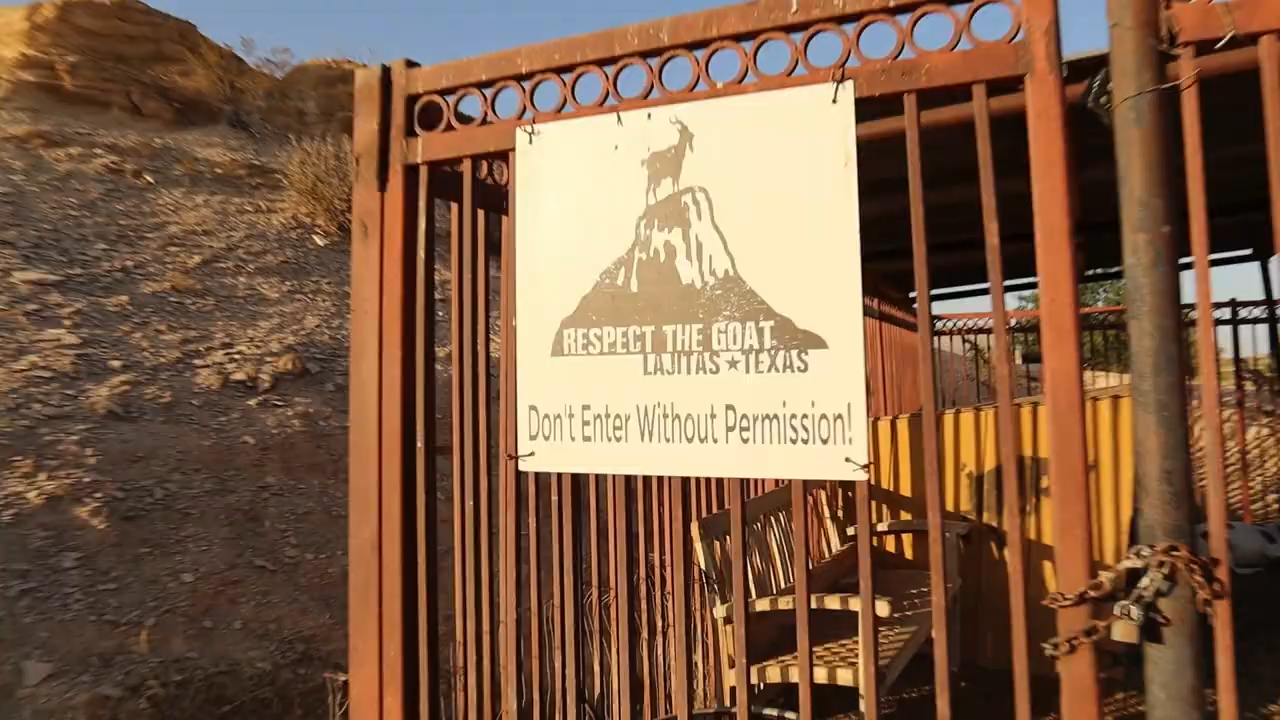 RESPECT THE GOAT
LAJITAS★TEXAS
Don't Enter Without Permission!